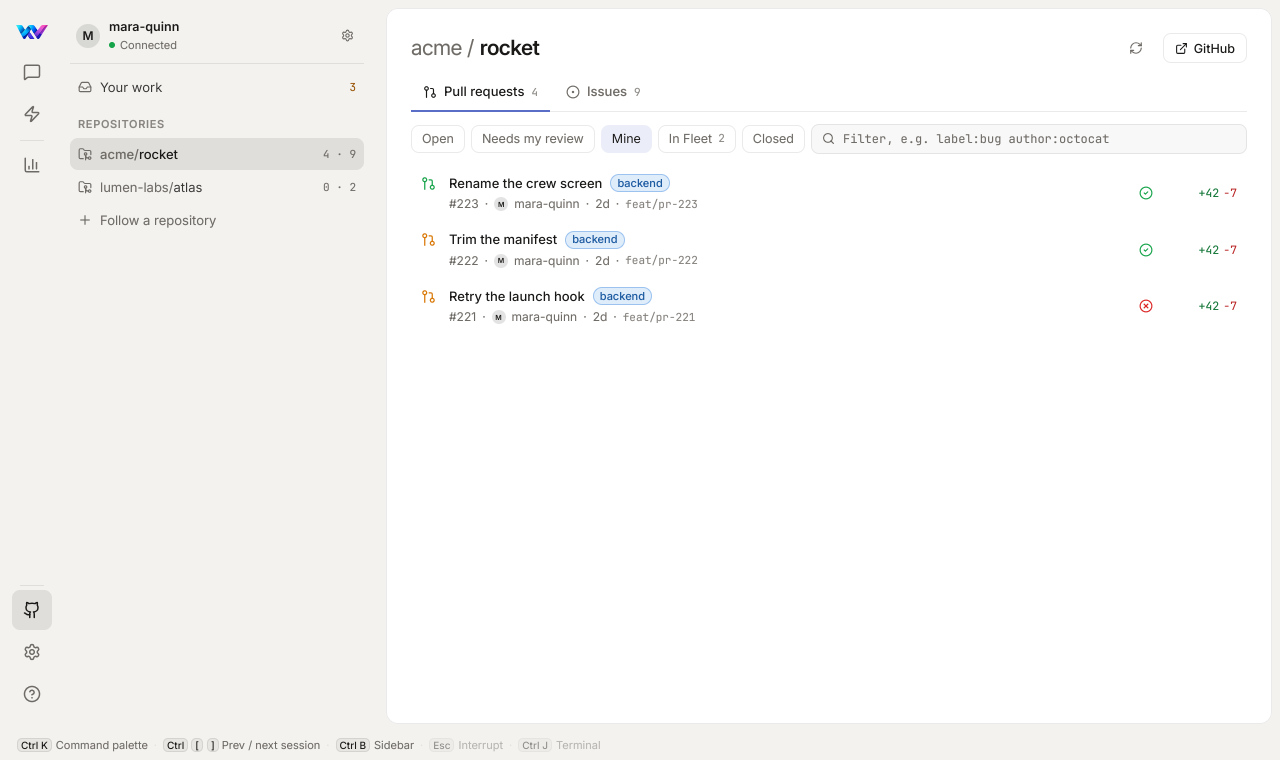 M mara-quinn
Connected
Your work 3
REPOSITORIES
acme/rocket 4 · 9
lumen-labs/atlas 0 · 2
Follow a repository
acme / rocket
GitHub
Pull requests 4 Issues 9
Open Needs my review Mine In Fleet 2 Closed Filter, e.g. label:bug author:octocat
Rename the crew screen backend
#223 · M mara-quinn · 2d · feat/pr-223
+42 -7
Trim the manifest backend
#222 · M mara-quinn · 2d · feat/pr-222
+42 -7
Retry the launch hook backend
#221 · M mara-quinn · 2d · feat/pr-221
+42 -7
Ctrl K Command palette · Ctrl [ ] Prev / next session · Ctrl B Sidebar · Esc Interrupt · Ctrl J Terminal